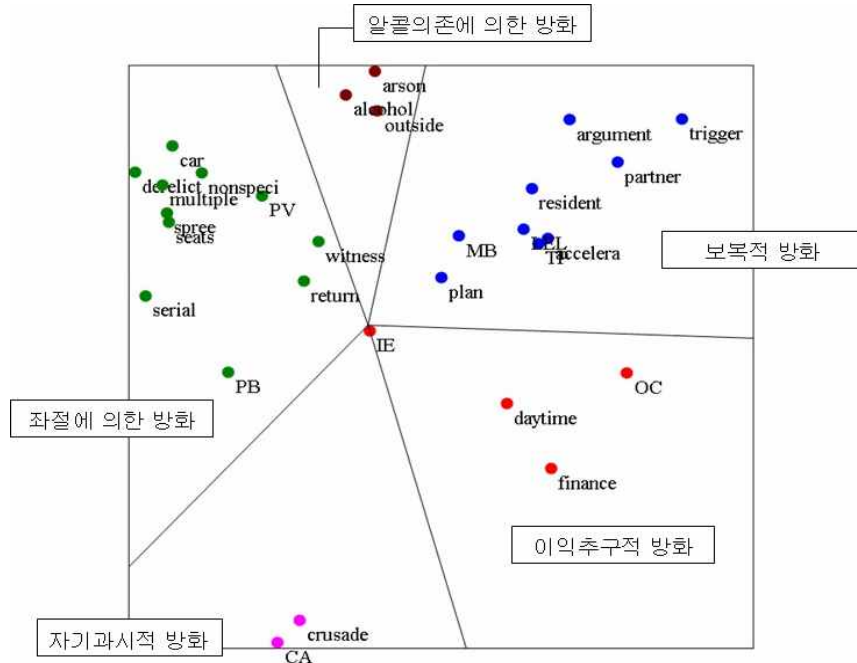 알콜의존에 의한 방화
arson
alcohol
outside
argument
trigger
car
partner
derelict
nonspeci
multiple
resident
PV
spree
seats
witness
MB
LEL
TP
accelera
보복적 방화
return
plan
serial
IE
PB
OC
좌절에 의한 방화
daytime
finance
이익추구적 방화
자기과시적 방화
crusade
CA